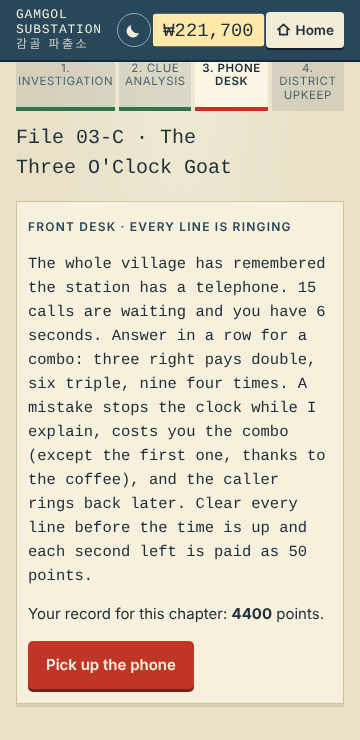 GAMGOL
SUBSTATION
감골 파출소
₩221,700
Home
1.
INVESTIGATION
2. CLUE
ANALYSIS
3. PHONE
DESK
4.
DISTRICT
UPKEEP
File 03-C · The
Three O'Clock Goat
FRONT DESK · EVERY LINE IS RINGING
The whole village has remembered
the station has a telephone. 15
calls are waiting and you have 6
seconds. Answer in a row for a
combo: three right pays double,
six triple, nine four times. A
mistake stops the clock while I
explain, costs you the combo
(except the first one, thanks to
the coffee), and the caller
rings back later. Clear every
line before the time is up and
each second left is paid as 50
points.
Your record for this chapter: 4400 points.
Pick up the phone